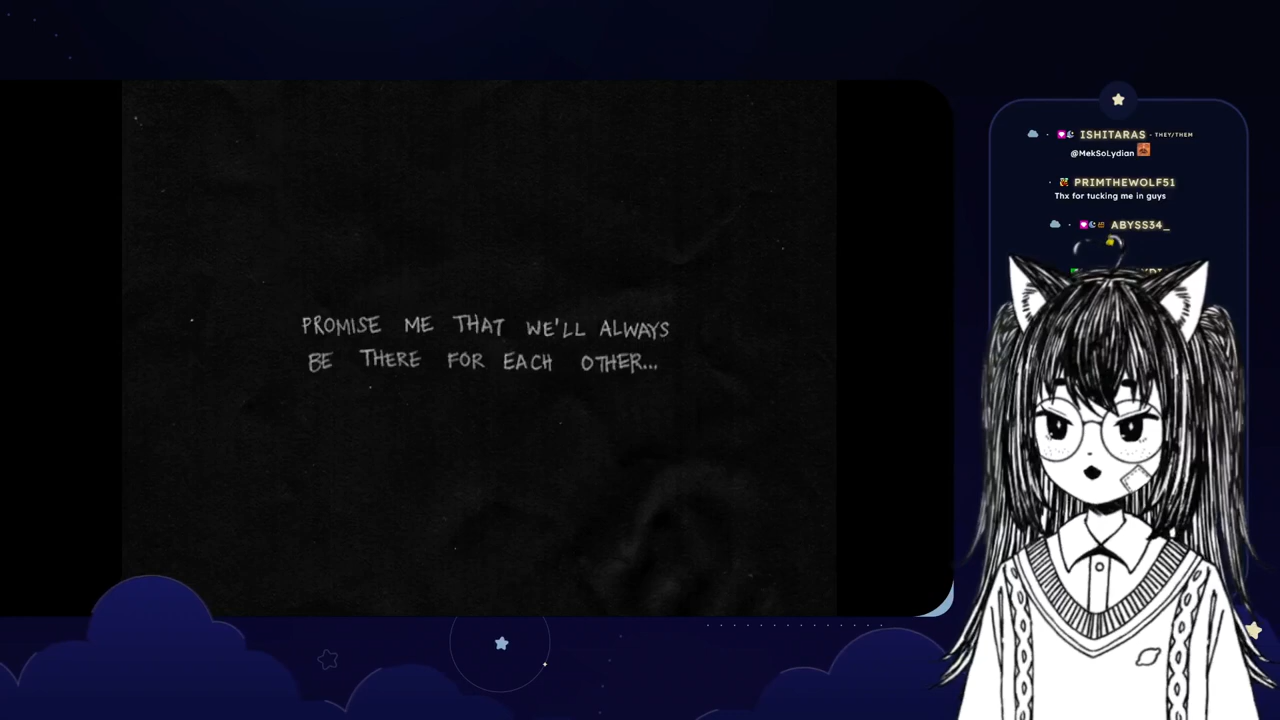 PROMISE ME THAT WE'LL ALWAYS
BE THERE FOR EACH OTHER...
ISHITARAS - THEY/THEM
@MekSoLydian
PRIMTHEWOLF51
Thx for tucking me in guys
ABYSS34_